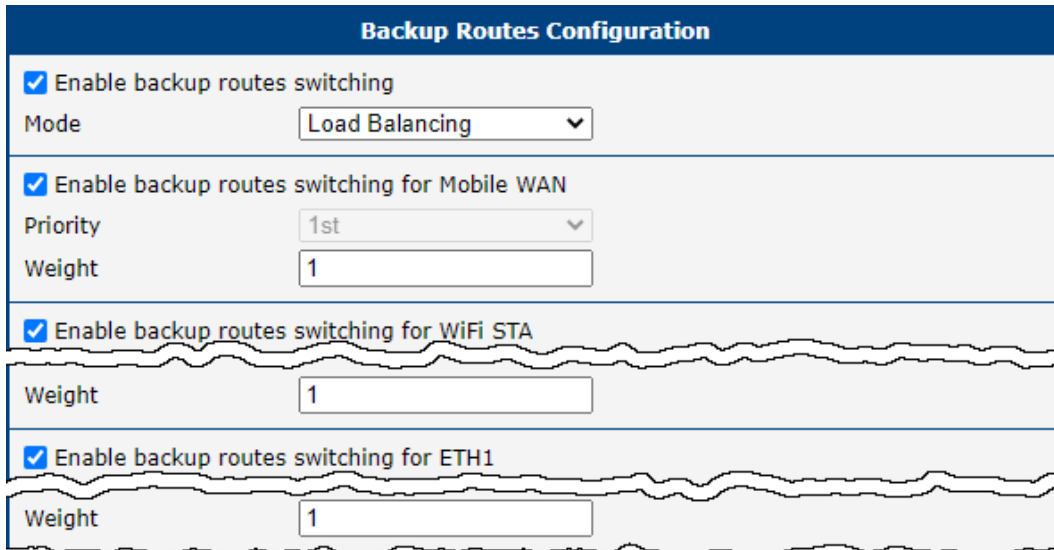 Backup Routes Configuration
Enable backup routes switching
Mode Load Balancing
Enable backup routes switching for Mobile WAN
Priority 1st
Weight 1
Enable backup routes switching for WiFi STA
Weight 1
Enable backup routes switching for ETH1
Weight 1